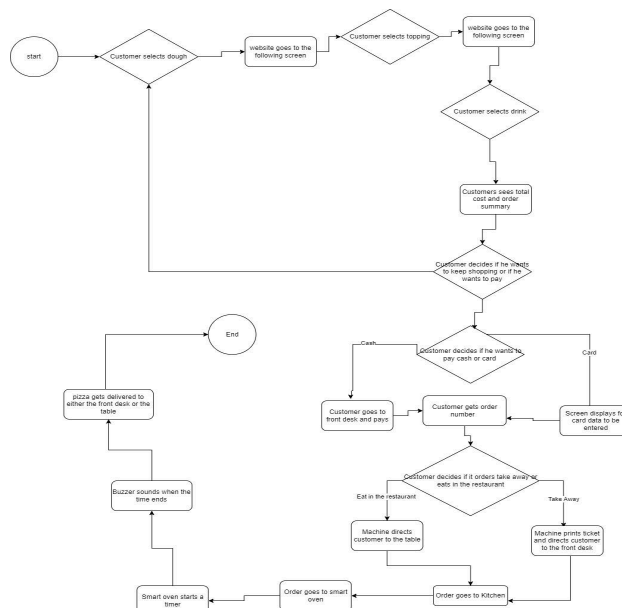 start
Customer selects dough
website goes to the
following screen
Customer selects topping
website goes to the
following screen
Customer selects drink
Customers sees total
cost and order
summary
Customer decides if he wants
to keep shopping or if he
wants to pay
Customer decides if he wants to
pay cash or card
Cash
Card
Customer goes to
front desk and pays
Customer gets order
number
Screen displays for
card data to be
entered
Customer decides if it orders take away or
eats in the restaurant
Eat in the restaurant
Take Away
Machine directs
customer to the table
Machine prints ticket
and directs customer
to the front desk
Order goes to Kitchen
Order goes to smart
oven
Smart oven starts a
timer
Buzzer sounds when the
time ends
pizza gets delivered to
either the front desk or the
table
End